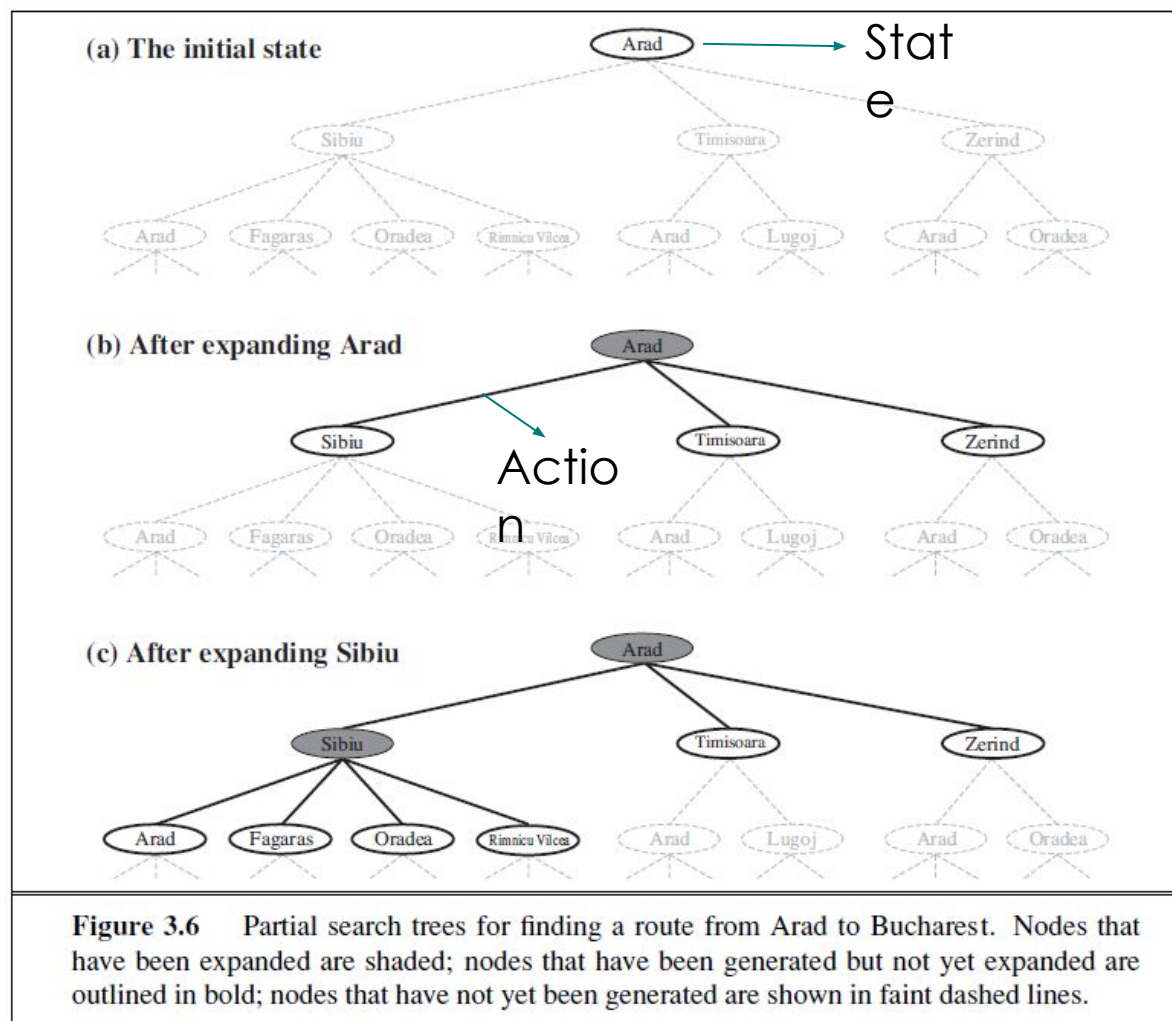 (a) The initial state
Arad
Stat
e
Sibiu
Timisoara
Zerind
Arad
Fagaras
Oradea
Rimnicu Vilcea
Arad
Lugoj
Arad
Oradea
(b) After expanding Arad
Arad
Sibiu
Timisoara
Zerind
Actio
n
Arad
Fagaras
Oradea
Rimnicu Vilcea
Arad
Lugoj
Arad
Oradea
(c) After expanding Sibiu
Arad
Sibiu
Timisoara
Zerind
Arad
Fagaras
Oradea
Rimnicu Vilcea
Arad
Lugoj
Arad
Oradea
Figure 3.6 Partial search trees for finding a route from Arad to Bucharest. Nodes that
have been expanded are shaded; nodes that have been generated but not yet expanded are
outlined in bold; nodes that have not yet been generated are shown in faint dashed lines.